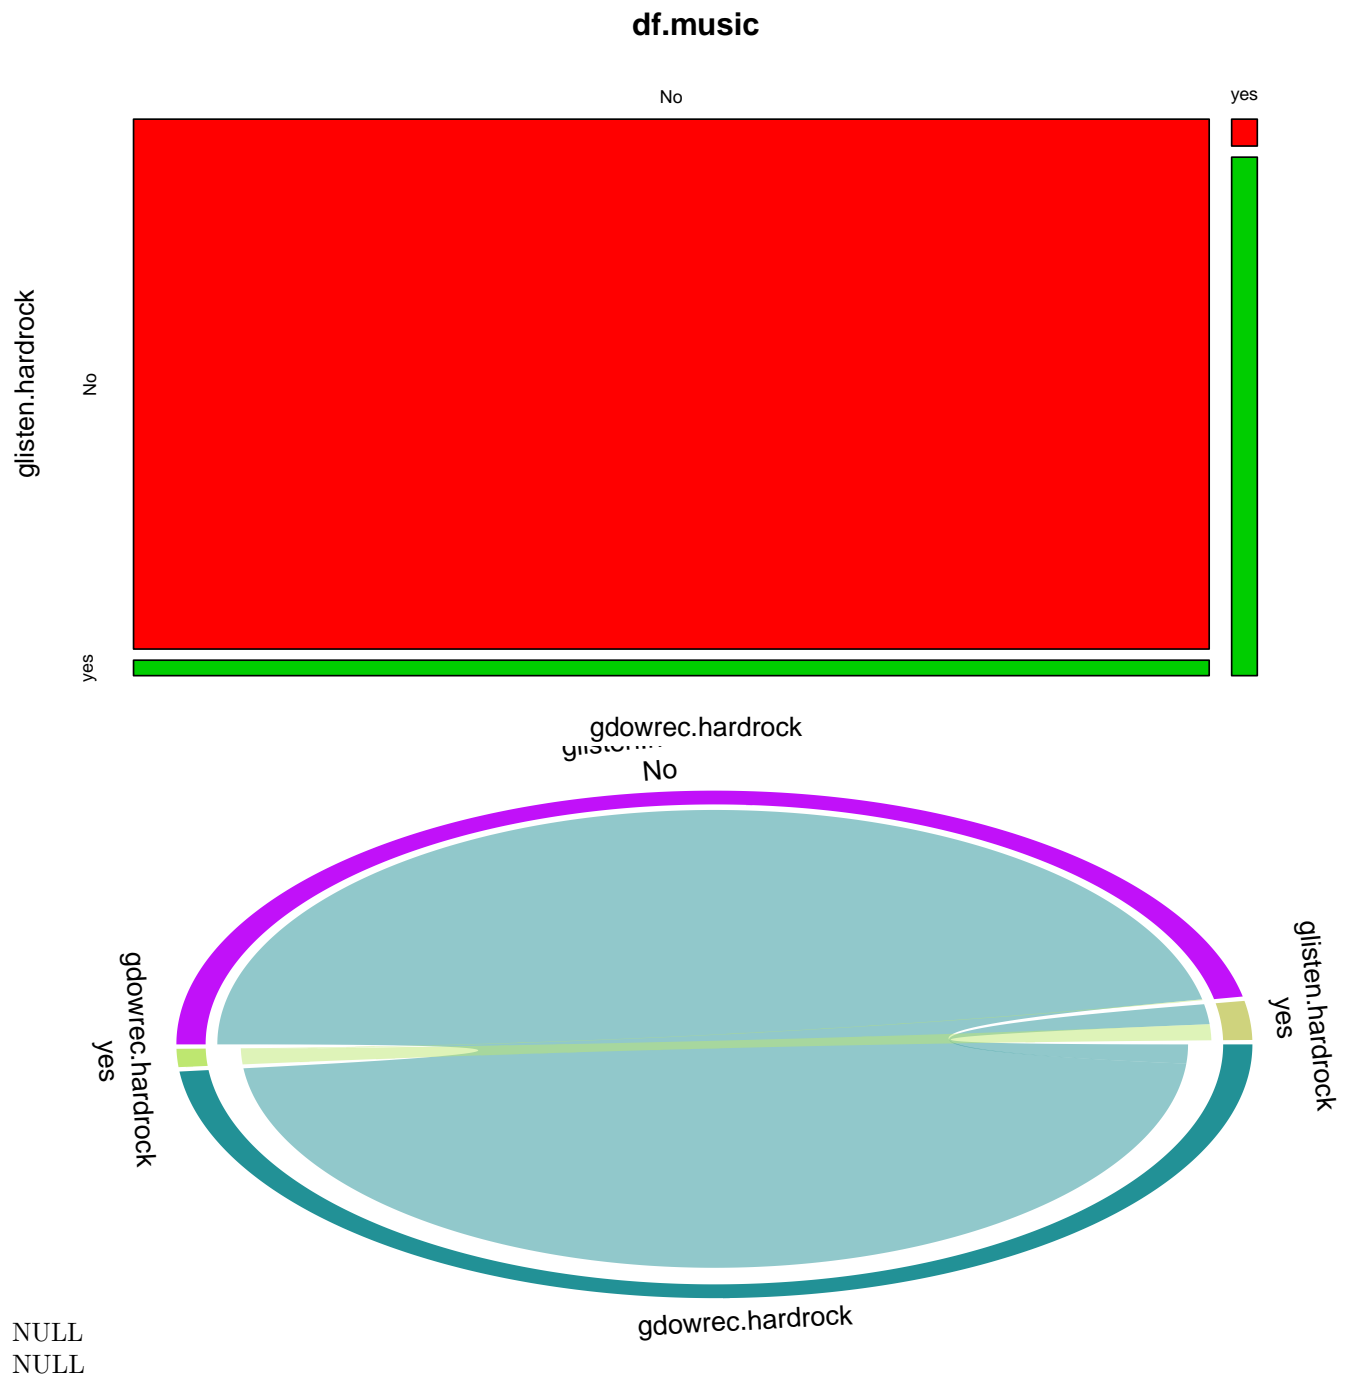 df.music
No
yes
glisten.hardrock
No
yes
gdowrec.hardrock
No
glisten.hardrock
yes
gdowrec.hardrock
yes
gdowrec.hardrock
NULL
NULL